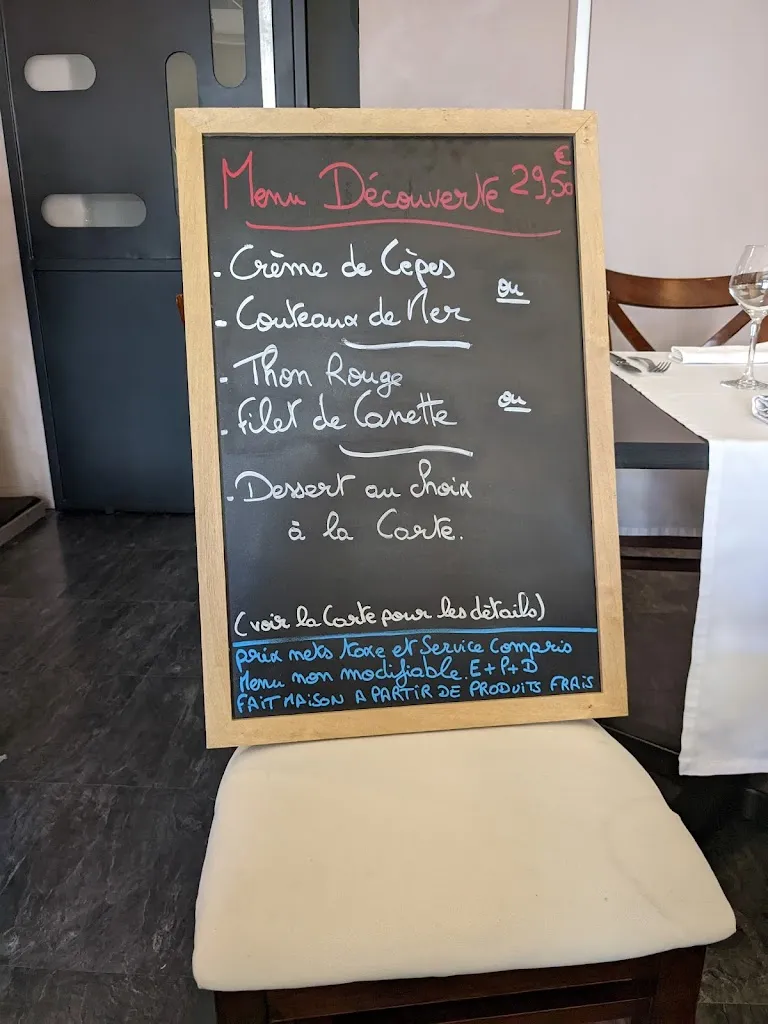 Menu Découverte 29,50 €
. Crème de Cèpes
ou
. Couteaux de Mer
. Thon Rouge
ou
. Filet de Canette
. Dessert au choix
à la Carte.
(voir la Carte pour les détails)
prix nets taxe et Service Compris
Menu non modifiable. E+P+D
FAIT MAISON A PARTIR DE PRODUITS FRAIS